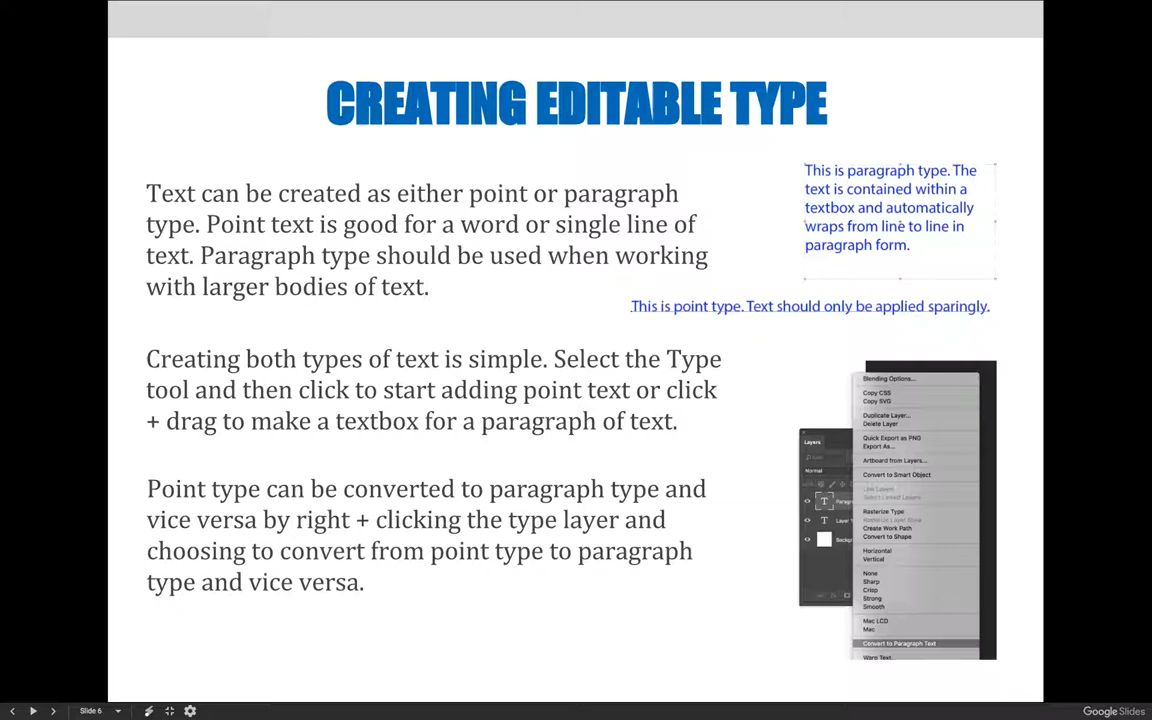 CREATING EDITABLE TYPE
Text can be created as either point or paragraph
type. Point text is good for a word or single line of
text. Paragraph type should be used when working
with larger bodies of text.
This is paragraph type. The
text is contained within a
textbox and automatically
wraps from line to line in
paragraph form.
This is point type. Text should only be applied sparingly.
Creating both types of text is simple. Select the Type
tool and then click to start adding point text or click
+ drag to make a textbox for a paragraph of text.
Point type can be converted to paragraph type and
vice versa by right + clicking the type layer and
choosing to convert from point type to paragraph
type and vice versa.
Layers
Normal
Layer
Blending Options...
Copy CSS
Copy SVG
Duplicate Layer...
Delete Layer
Quick Export as PNG
Export As...
Artboard from Layers...
Convert to Smart Object
Link Layers
Select Linked Layers
Rasterize Type
Rasterize Layer Style
Create Work Path
Convert to Shape
Horizontal
Vertical
None
Sharp
Crisp
Strong
Smooth
Mac LCD
Mac
Convert to Paragraph Text
Warp Text...
Slide 6
Google Slides